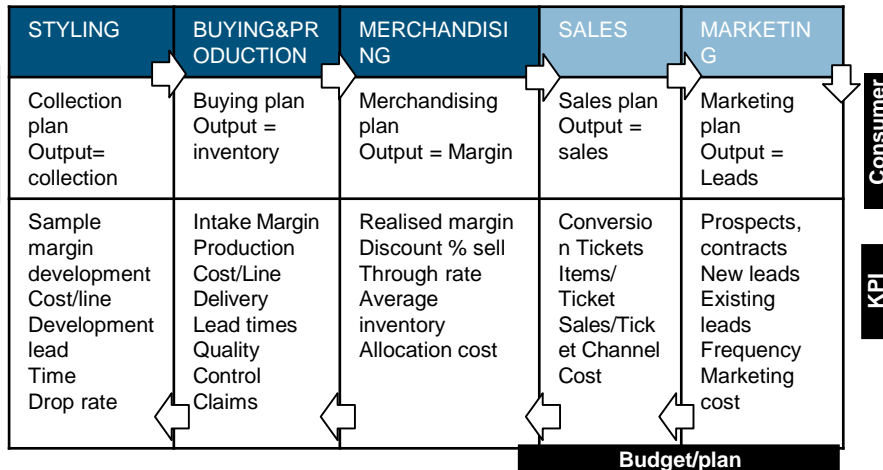 STYLING
BUYING&PR
ODUCTION
MERCHANDISI
NG
SALES
MARKETIN
G
Collection
plan
Output=
collection
Buying plan
Output =
inventory
Merchandising
plan
Output = Margin
Sales plan
Output =
sales
Marketing
plan
Output =
Leads
Consumer
Sample
margin
development
Cost/line
Development
lead
Time
Drop rate
Intake Margin
Production
Cost/Line
Delivery
Lead times
Quality
Control
Claims
Realised margin
Discount % sell
Through rate
Average
inventory
Allocation cost
Conversio
n Tickets
Items/
Ticket
Sales/Tick
et Channel
Cost
Prospects,
contracts
New leads
Existing
leads
Frequency
Marketing
cost
KPI
Budget/plan